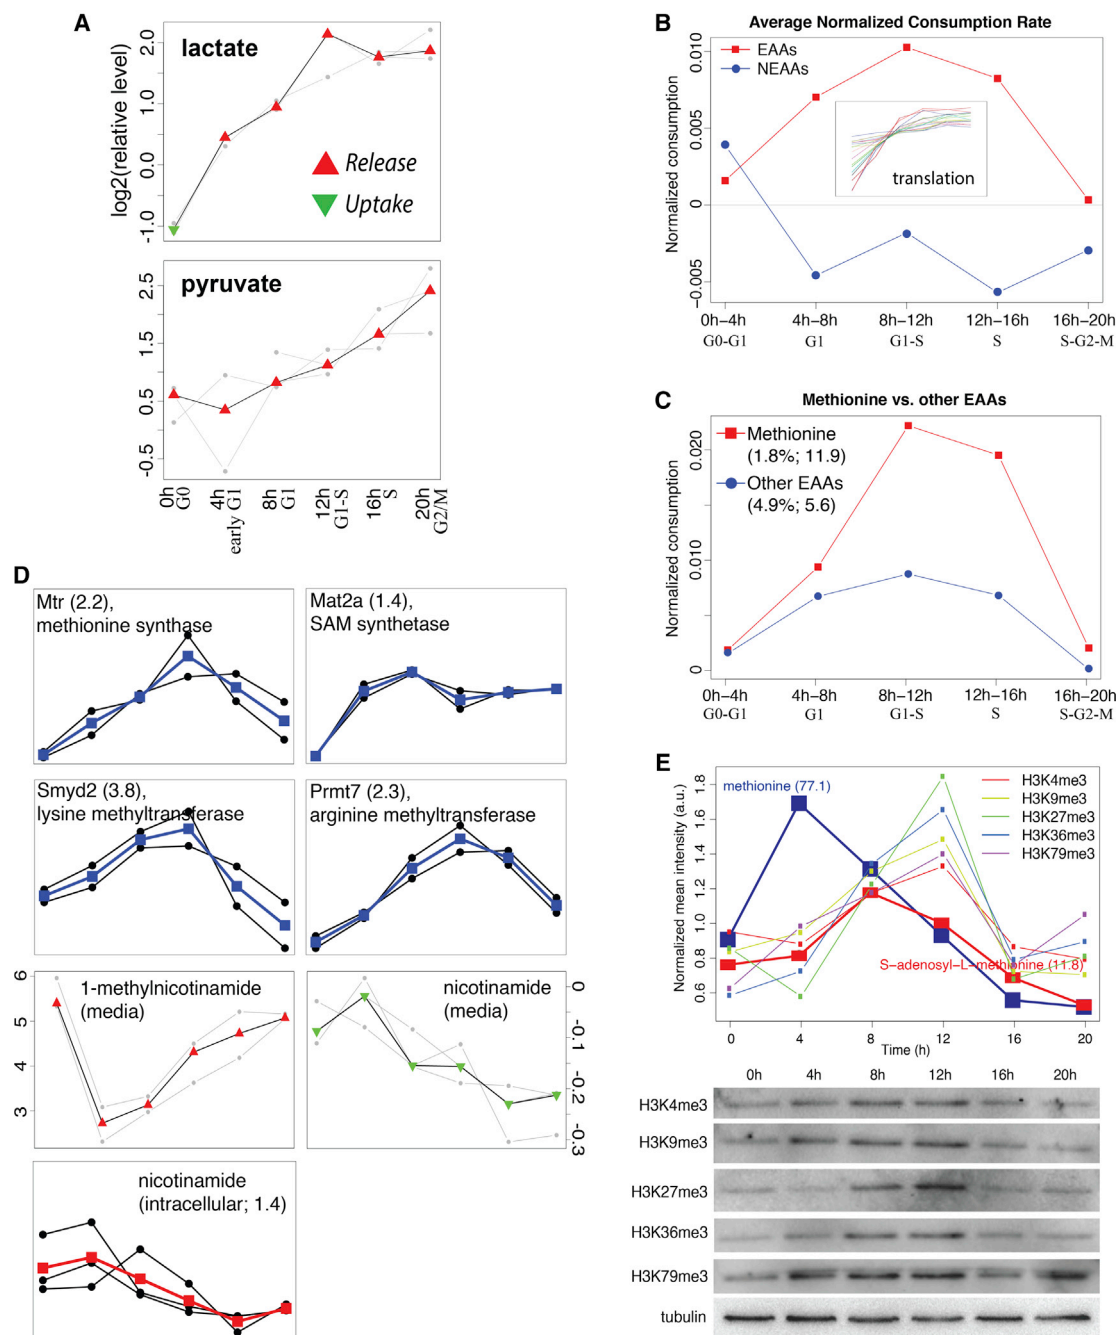 A
lactate
log2(relative level)
2.0
1.0
0.0
-1.0
Release
Uptake
pyruvate
2.5
1.5
0.5
-0.5
0h
G0
4h
early G1
8h
G1
12h
G1-S
16h
S
20h
G2/M
B
Average Normalized Consumption Rate
EAAs
NEAAs
Normalized consumption
0.010
0.005
0
-0.005
translation
0h–4h 4h–8h 8h–12h 12h–16h 16h–20h
G0-G1 G1 G1-S S S-G2-M
C
Methionine vs. other EAAs
Methionine
(1.8%; 11.9)
Other EAAs
(4.9%; 5.6)
Normalized consumption
0.020
0.010
0
0h–4h 4h–8h 8h–12h 12h–16h 16h–20h
G0-G1 G1 G1-S S S-G2-M
D
Mtr (2.2),
methionine synthase
Mat2a (1.4),
SAM synthetase
Smyd2 (3.8),
lysine methyltransferase
Prmt7 (2.3),
arginine methyltransferase
6
5
4
3
1-methylnicotinamide
(media)
nicotinamide
(media)
0
-0.1
-0.2
-0.3
nicotinamide
(intracellular; 1.4)
E
Normalized mean intensity (a.u.)
1.8
1.6
1.4
1.2
1.0
0.8
0.6
methionine (77.1)
H3K4me3
H3K9me3
H3K27me3
H3K36me3
H3K79me3
S–adenosyl–L–methionine (11.8)
0 4 8 12 16 20
Time (h)
0h 4h 8h 12h 16h 20h
H3K4me3
H3K9me3
H3K27me3
H3K36me3
H3K79me3
tubulin